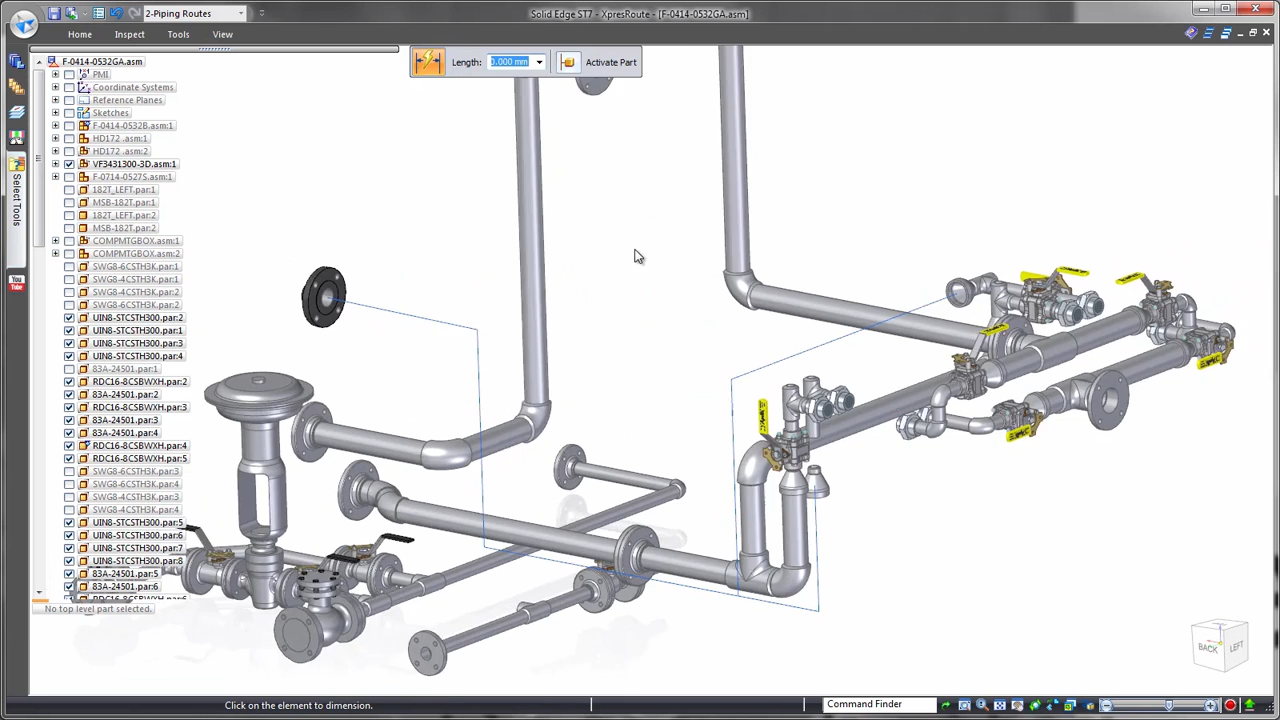 2-Piping Routes
Solid Edge ST7 - XpresRoute - [F-0414-0532GA.asm]
Home Inspect Tools View
Length: 0.000 mm Activate Part
F-0414-0532GA.asm
PMI
Coordinate Systems
Reference Planes
Sketches
F-0414-0532B.asm:1
HD172 .asm:1
HD172 .asm:2
VF3431300-3D.asm:1
F-0714-0527S.asm:1
182T_LEFT.par:1
MSB-182T.par:1
182T_LEFT.par:2
MSB-182T.par:2
COMPMTGBOX.asm:1
COMPMTGBOX.asm:2
SWG8-6CSTH3K.par:1
SWG8-4CSTH3K.par:1
SWG8-4CSTH3K.par:2
SWG8-6CSTH3K.par:2
UIN8-STCSTH300.par:2
UIN8-STCSTH300.par:1
UIN8-STCSTH300.par:3
UIN8-STCSTH300.par:4
83A-24501.par:1
RDC16-8CSBWXH.par:2
83A-24501.par:2
RDC16-8CSBWXH.par:3
83A-24501.par:3
83A-24501.par:4
RDC16-8CSBWXH.par:4
RDC16-8CSBWXH.par:5
SWG8-6CSTH3K.par:3
SWG8-6CSTH3K.par:4
SWG8-4CSTH3K.par:3
SWG8-4CSTH3K.par:4
UIN8-STCSTH300.par:5
UIN8-STCSTH300.par:6
UIN8-STCSTH300.par:7
UIN8-STCSTH300.par:8
83A-24501.par:5
83A-24501.par:6
No top level part selected.
Select Tools
You Tube
BACK LEFT
Click on the element to dimension.
Command Finder